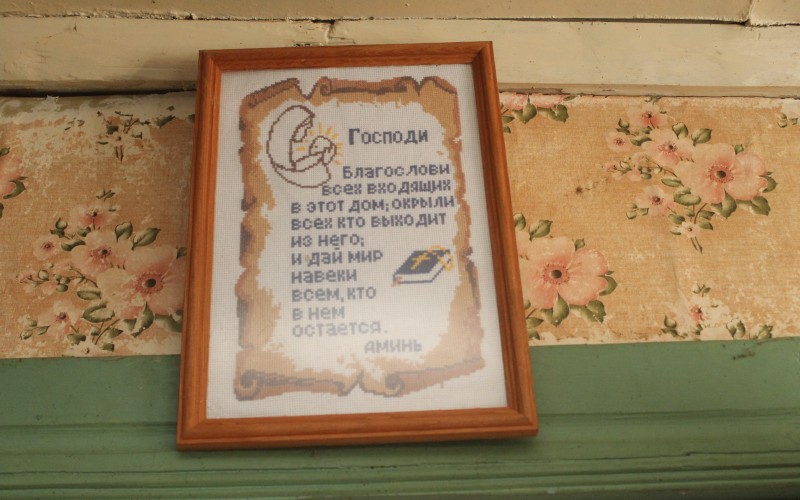 Господи
Благослови
всех входящих
в этот дом; окрыли
всех кто выходит
из него;
и дай мир
навеки
всем, кто
в нем
остается.
аминь